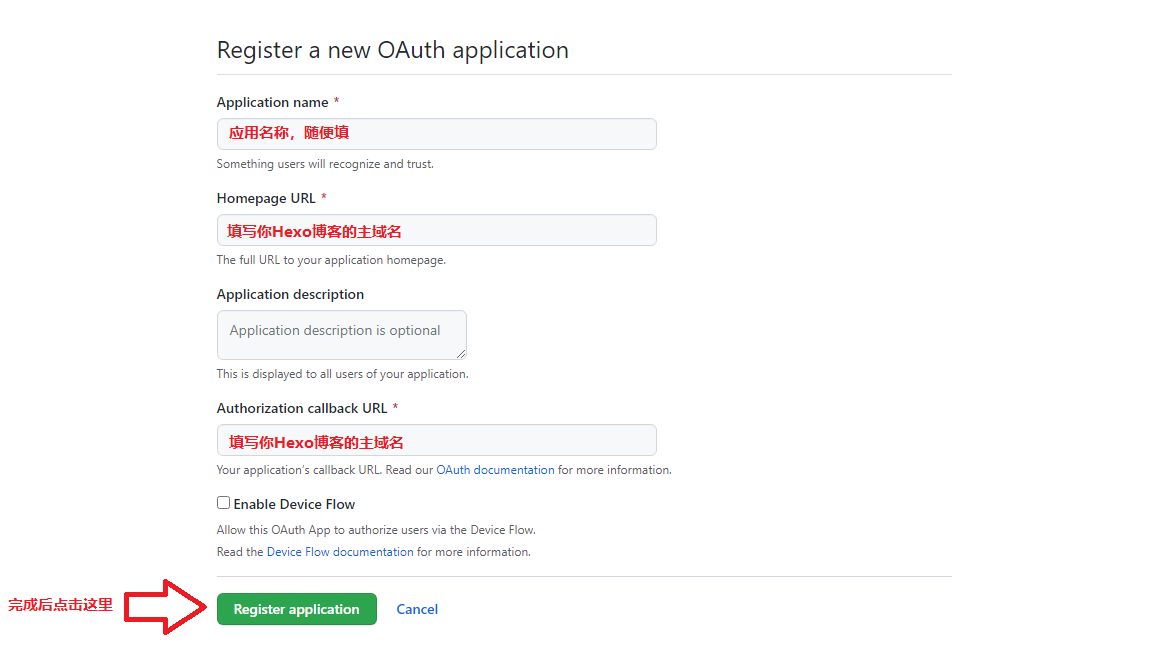 Register a new OAuth application
Application name *
应用名称，随便填
Something users will recognize and trust.
Homepage URL *
填写你Hexo博客的主域名
The full URL to your application homepage.
Application description
Application description is optional
This is displayed to all users of your application.
Authorization callback URL *
填写你Hexo博客的主域名
Your application’s callback URL. Read our OAuth documentation for more information.
Enable Device Flow
Allow this OAuth App to authorize users via the Device Flow.
Read the Device Flow documentation for more information.
完成后点击这里
Register application
Cancel